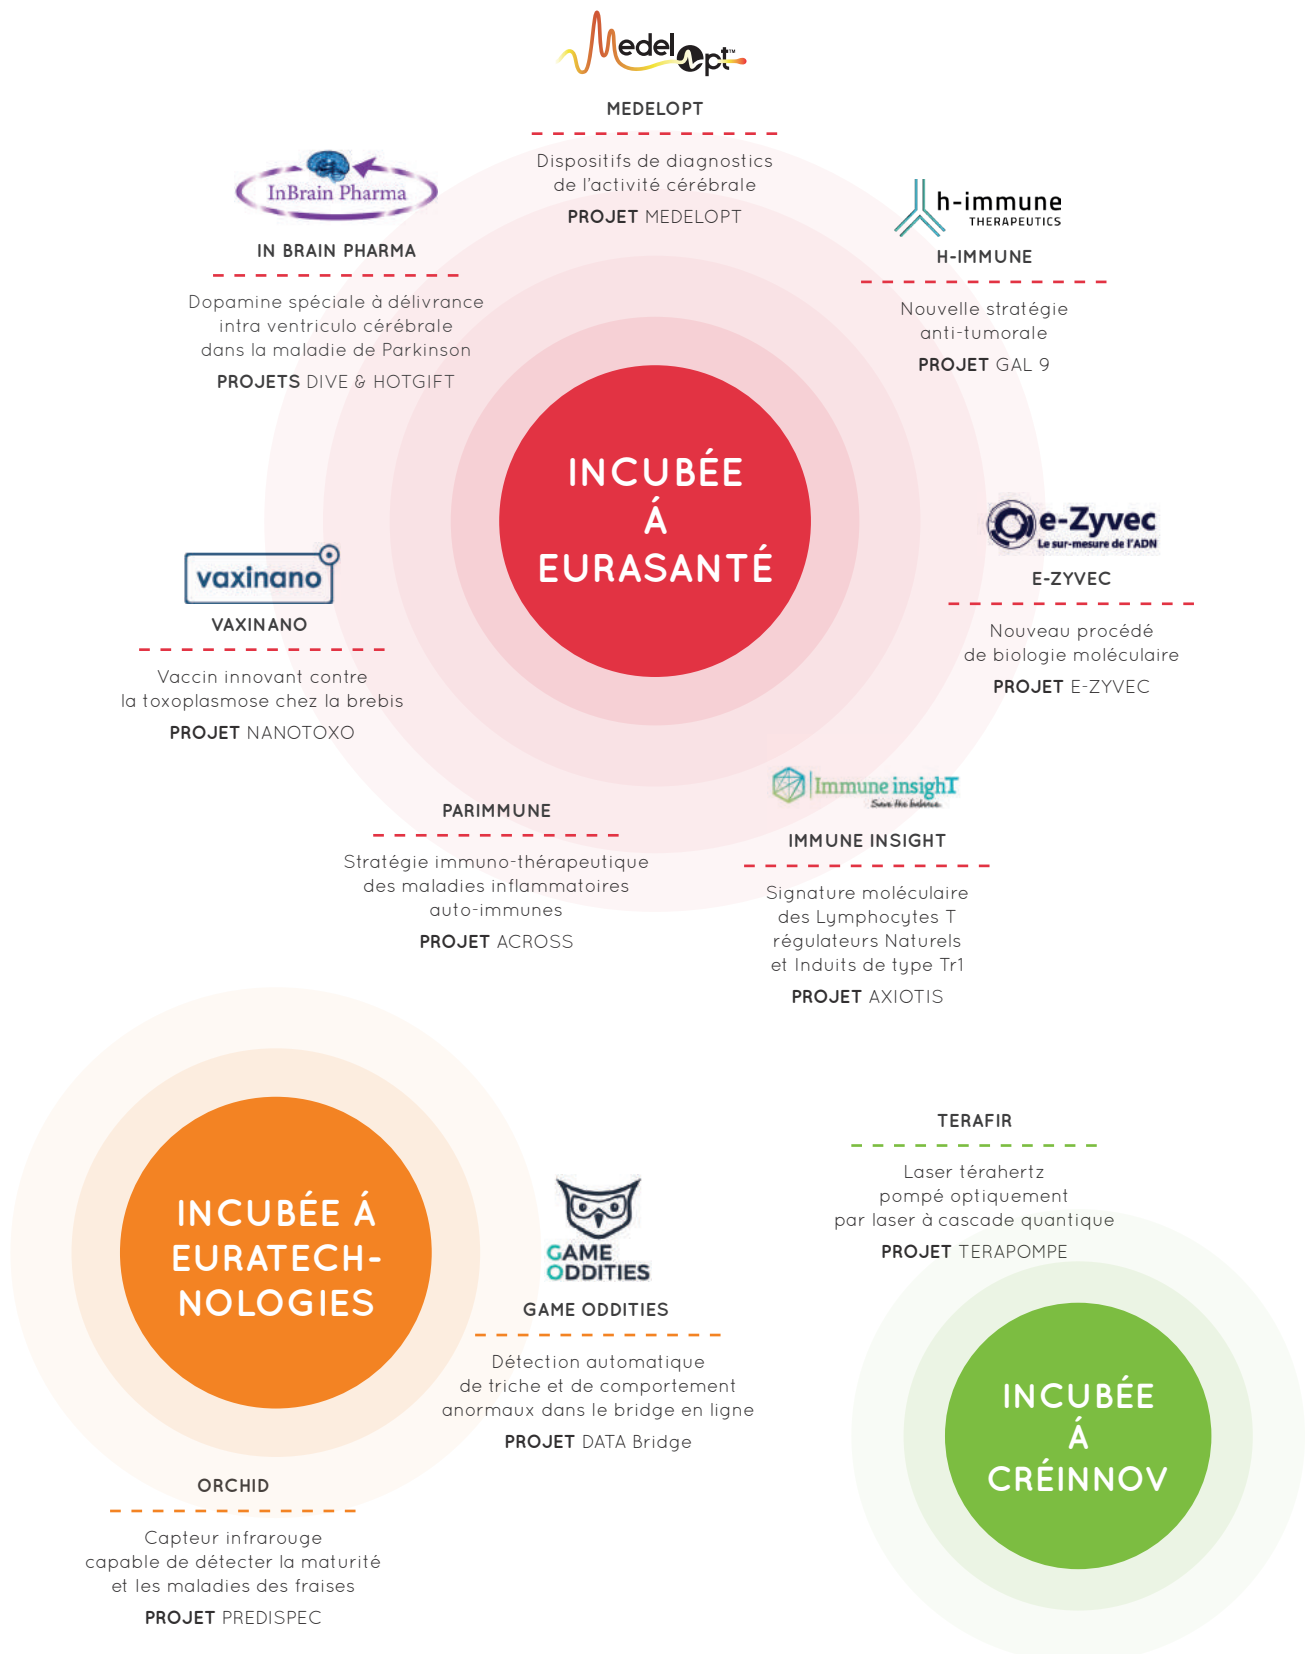 Medelopt™
MEDELOPT
Dispositifs de diagnostics
de l'activité cérébrale
PROJET MEDELOPT
InBrain Pharma
IN BRAIN PHARMA
Dopamine spéciale à délivrance
intra ventriculo cérébrale
dans la maladie de Parkinson
PROJETS DIVE & HOTGIFT
h-immune
THERAPEUTICS
H-IMMUNE
Nouvelle stratégie
anti-tumorale
PROJET GAL 9
INCUBÉE
Á
EURASANTÉ
e-Zyvec
Le sur-mesure de l'ADN
E-ZYVEC
Nouveau procédé
de biologie moléculaire
PROJET E-ZYVEC
vaxinano
VAXINANO
Vaccin innovant contre
la toxoplasmose chez la brebis
PROJET NANOTOXO
PARIMMUNE
Stratégie immuno-thérapeutique
des maladies inflammatoires
auto-immunes
PROJET ACROSS
Immune insighT
Save the balance
IMMUNE INSIGHT
Signature moléculaire
des Lymphocytes T
régulateurs Naturels
et Induits de type Tr1
PROJET AXIOTIS
INCUBÉE Á
EURATECH-
NOLOGIES
GAME
ODDITIES
GAME ODDITIES
Détection automatique
de triche et de comportement
anormaux dans le bridge en ligne
PROJET DATA Bridge
ORCHID
Capteur infrarouge
capable de détecter la maturité
et les maladies des fraises
PROJET PREDISPEC
TERAFIR
Laser térahertz
pompé optiquement
par laser à cascade quantique
PROJET TERAPOMPE
INCUBÉE
Á
CRÉINNOV